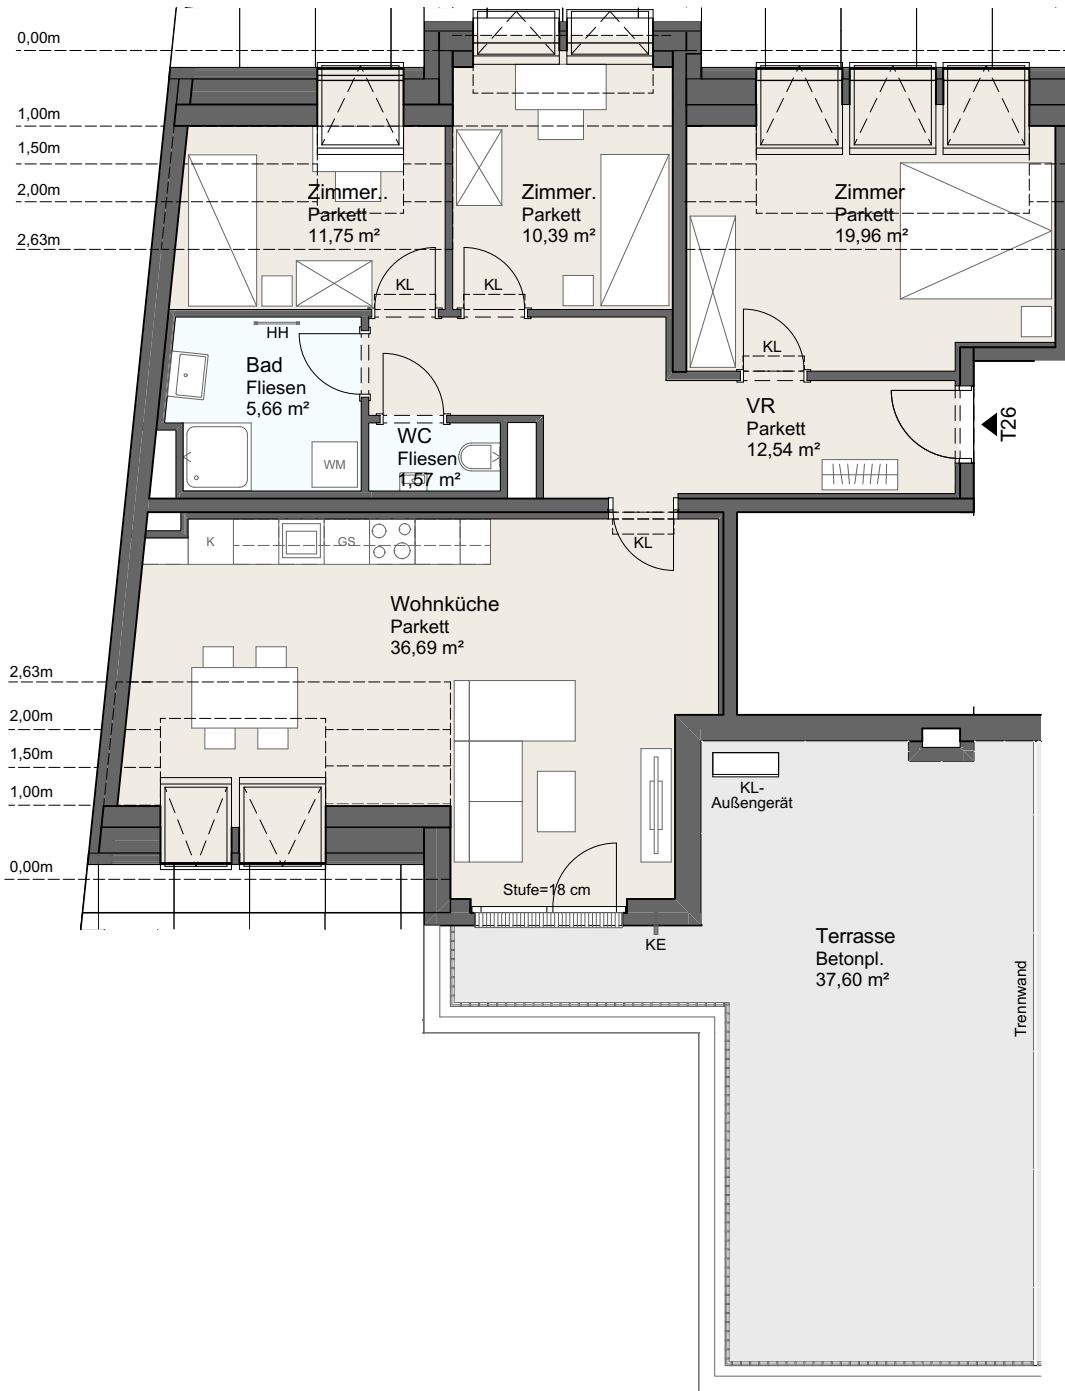 0,00m
1,00m
1,50m
2,00m
2,63m
Zimmer..
Parkett
11,75 m²
Zimmer.
Parkett
10,39 m²
Zimmer
Parkett
19,96 m²
KL
KL
KL
HH
Bad
Fliesen
5,66 m²
WM
WC
Fliesen
1,57 m²
VR
Parkett
12,54 m²
T26
K
GS
KL
Wohnküche
Parkett
36,69 m²
2,63m
2,00m
1,50m
1,00m
0,00m
KL-
Außengerät
Stufe=18 cm
KE
Terrasse
Betonpl.
37,60 m²
Trennwand